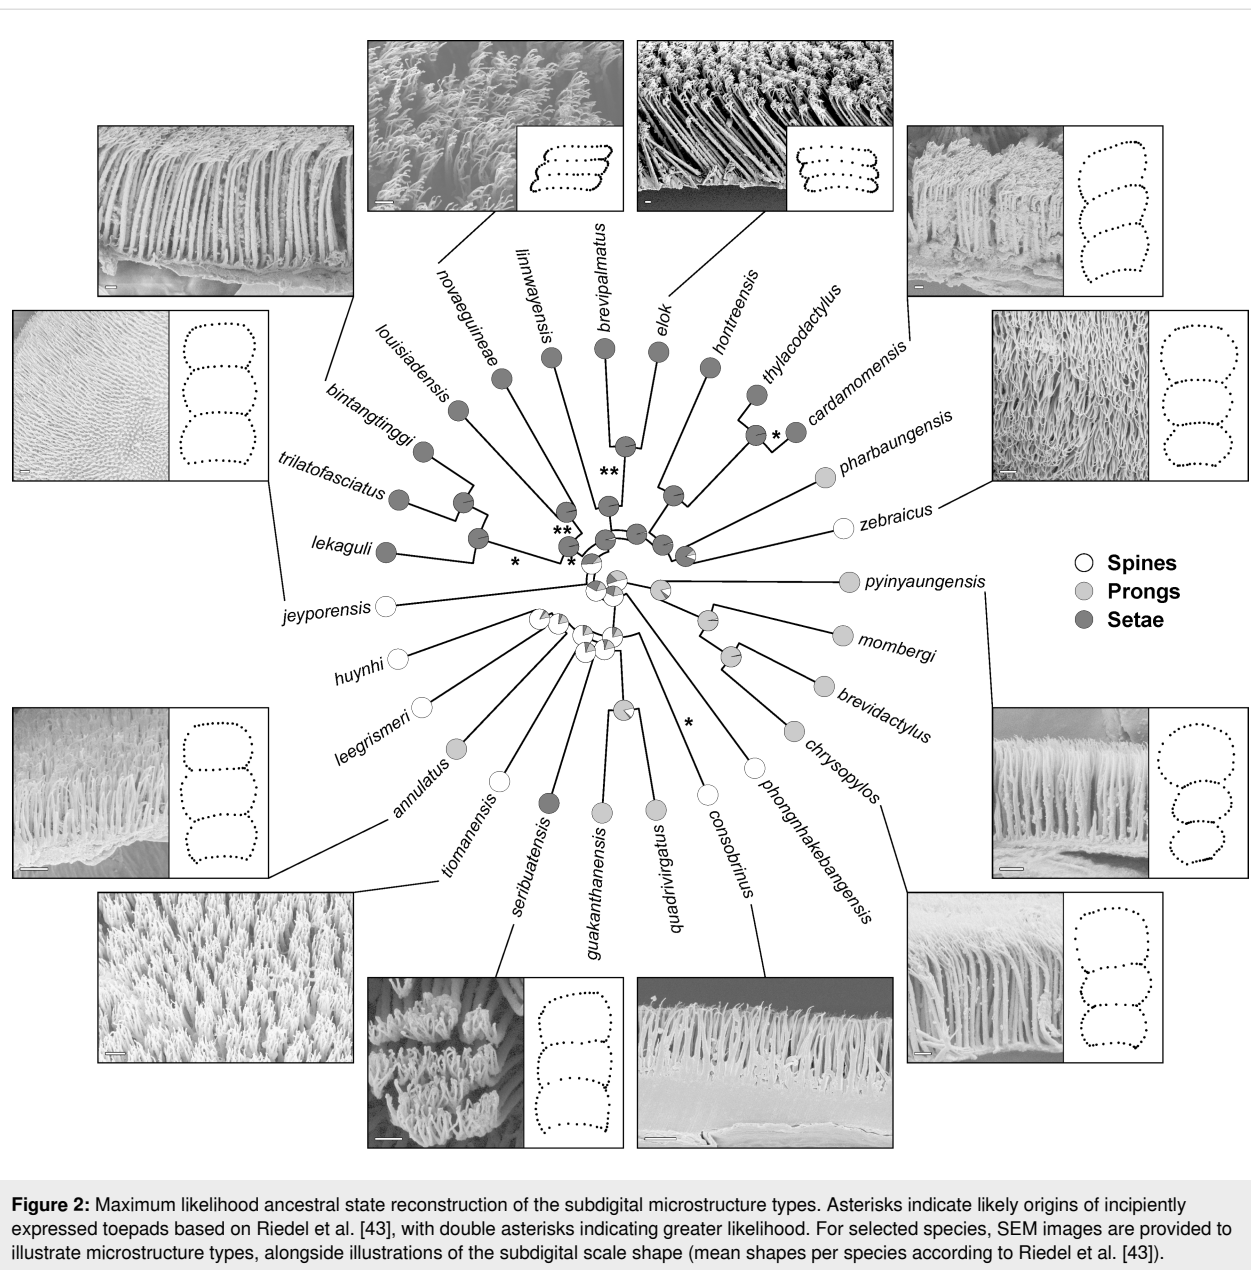 novaeguineae
linnwayensis
brevipalmatus
elok
hontreensis
thylacodactylus
cardamomensis
pharbaungensis
zebraicus
pyinyaungensis
mombergi
brevidactylus
chrysopylos
phongnhakebangensis
consobrinus
quadrivirgatus
guakanthanensis
seribuatensis
tiomanensis
annulatus
leegrismeri
huynhi
jeyporensis
lekaguli
trilatofasciatus
bintangtinggi
louisiadensis
**
**
*
*
*
*
Spines
Prongs
Setae
Figure 2: Maximum likelihood ancestral state reconstruction of the subdigital microstructure types. Asterisks indicate likely origins of incipiently
expressed toepads based on Riedel et al. [43], with double asterisks indicating greater likelihood. For selected species, SEM images are provided to
illustrate microstructure types, alongside illustrations of the subdigital scale shape (mean shapes per species according to Riedel et al. [43]).